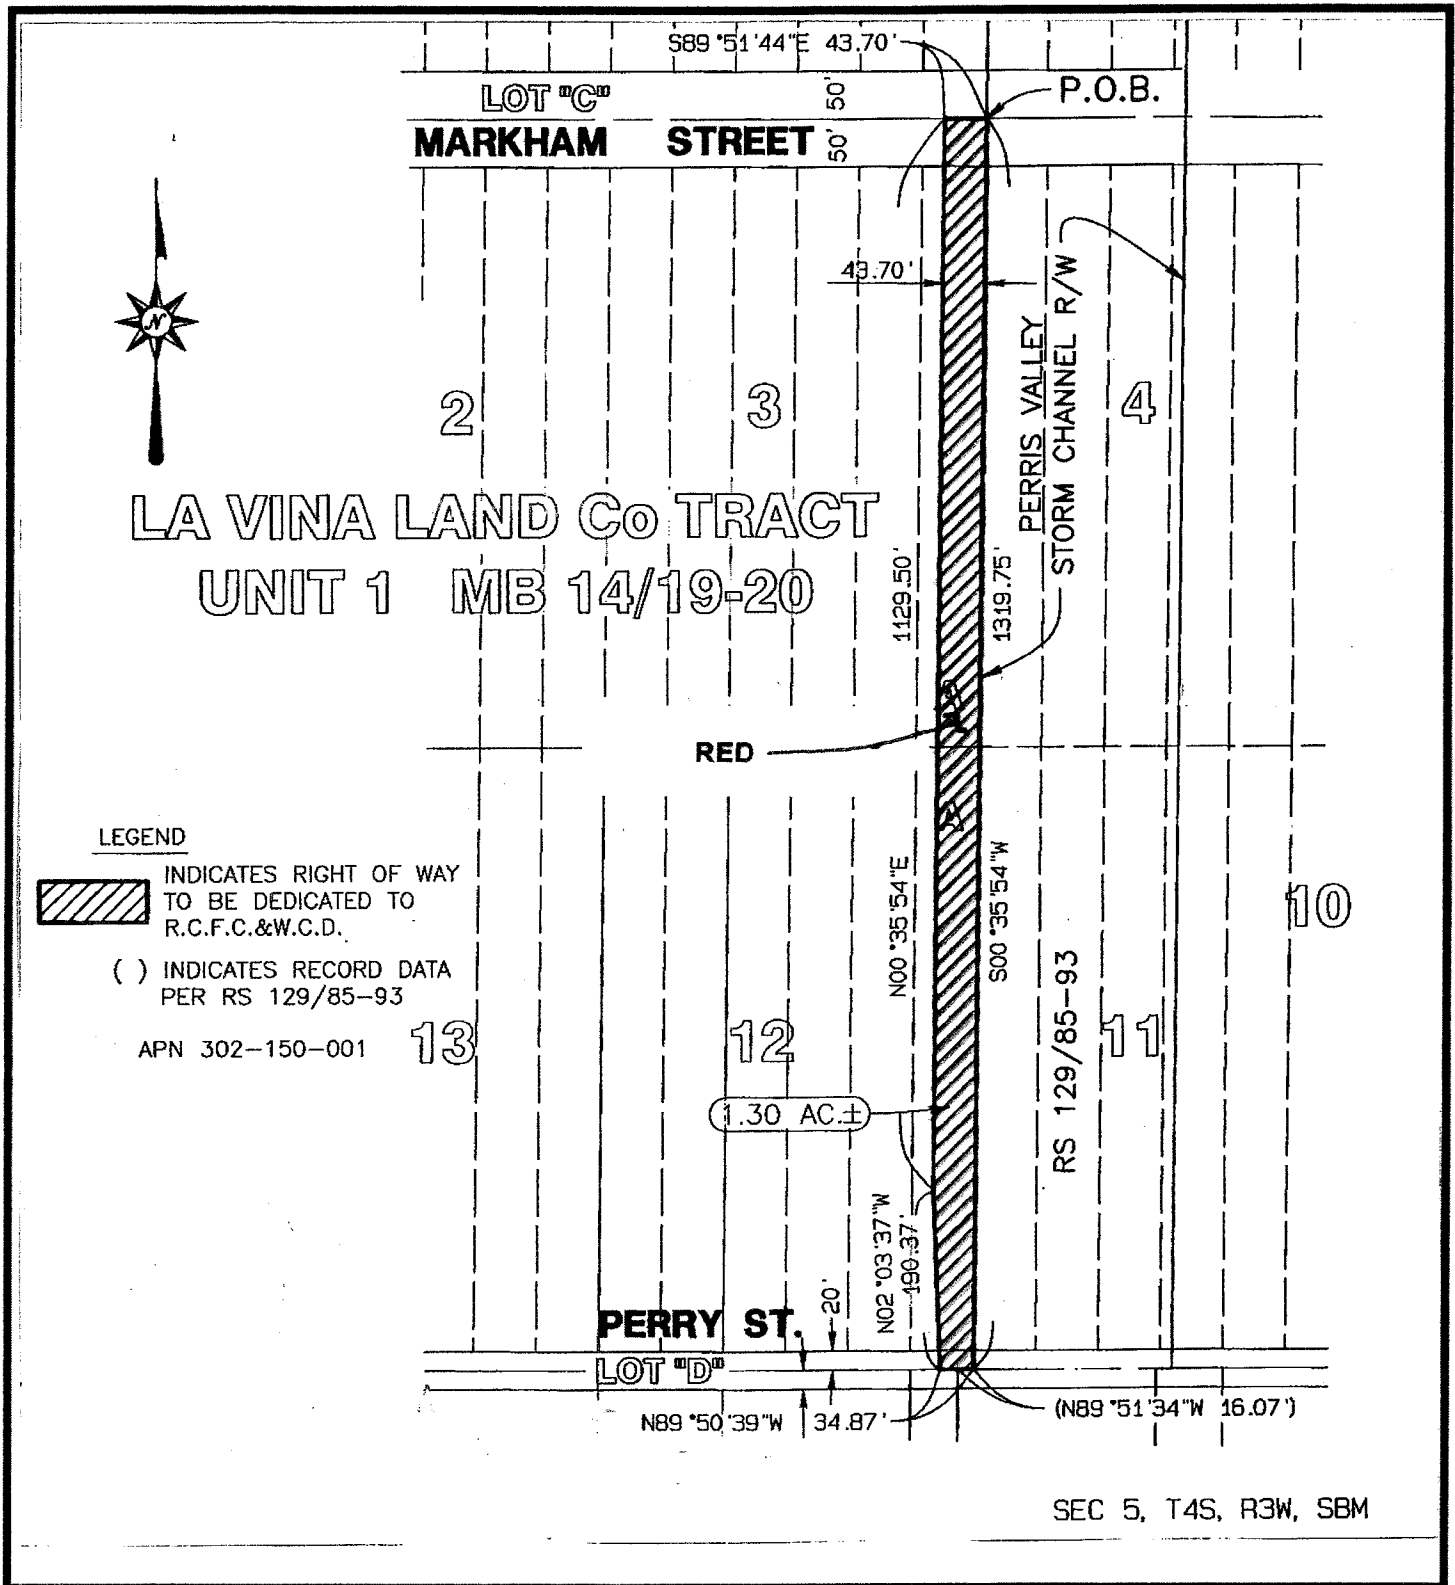 S89°51'44"E 43.70'
LOT "C"
50'
P.O.B.
MARKHAM STREET
50'
N
43.70'
PERRIS VALLEY
STORM CHANNEL R/W
2
3
4
LA VINA LAND Co TRACT
UNIT 1 MB 14/19-20
1129.50'
1319.75'
RED
LEGEND
INDICATES RIGHT OF WAY
TO BE DEDICATED TO
R.C.F.C.&W.C.D.
( ) INDICATES RECORD DATA
PER RS 129/85-93
APN 302-150-001
N00°35'54"E
S00°35'54"W
10
RS 129/85-93
13
12
11
1.30 AC.±
N02°03'37"W
190.37'
20'
PERRY ST.
LOT "D"
N89°50'39"W 34.87'
(N89°51'34"W 16.07')
SEC 5, T4S, R3W, SBM